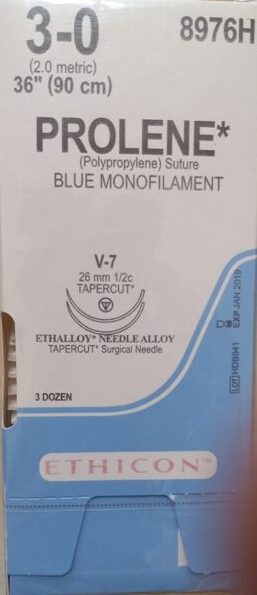 3-0
8976H
(2.0 metric)
36" (90 cm)
PROLENE*
(Polypropylene) Suture
BLUE MONOFILAMENT
V-7
26 mm 1/2c
TAPERCUT*
V
ETHALLOY* NEEDLE ALLOY
TAPERCUT* Surgical Needle
EXP JAN 2019
LOT HDB941
3 DOZEN
ETHICON™